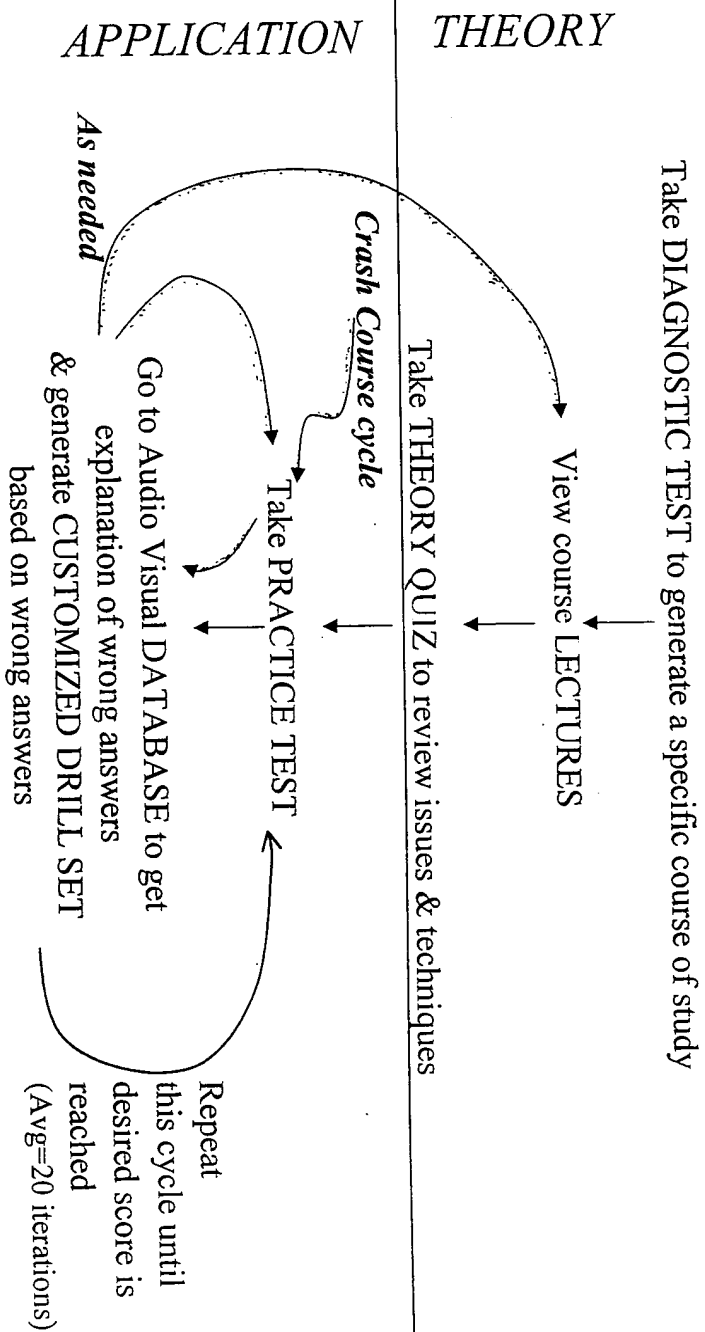 THEORY
Take DIAGNOSTIC TEST to generate a specific course of study
View course LECTURES
Take THEORY QUIZ to review issues & techniques
APPLICATION
Crash Course cycle
As needed
Take PRACTICE TEST
Go to Audio Visual DATABASE to get
explanation of wrong answers
& generate CUSTOMIZED DRILL SET
based on wrong answers
Repeat
this cycle until
desired score is
reached
(Avg=20 iterations)